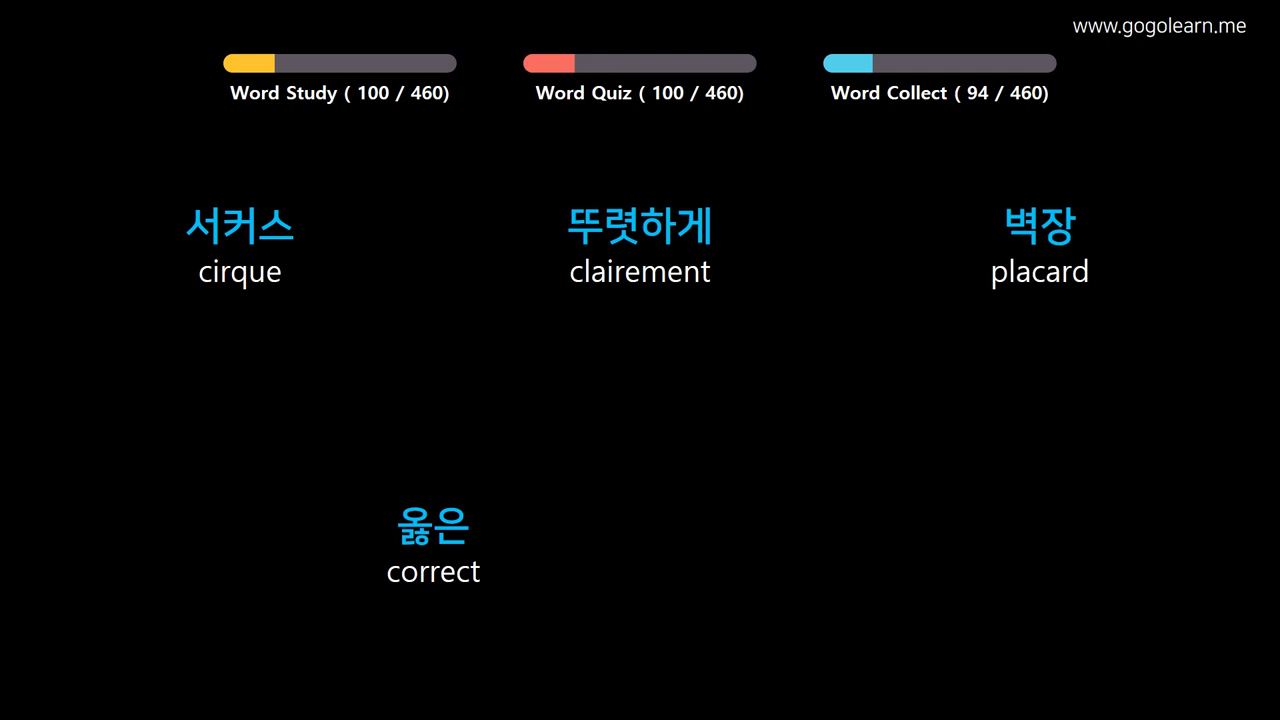 www.gogolearn.me
Word Study ( 100 / 460)
Word Quiz ( 100 / 460)
Word Collect ( 94 / 460)
서커스
cirque
뚜렷하게
clairement
벽장
placard
옳은
correct